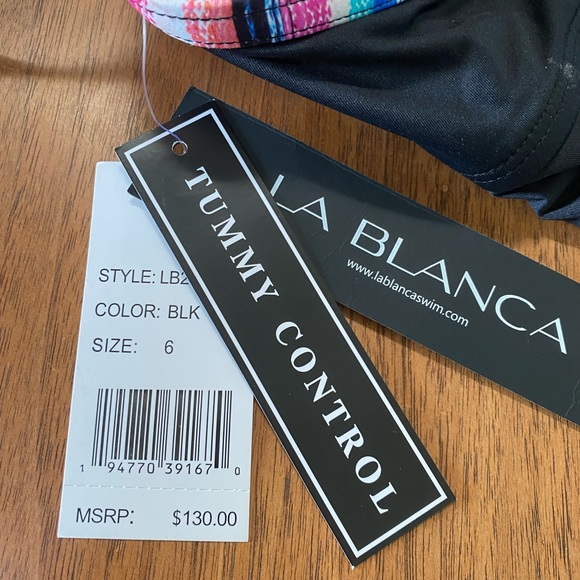 LA BLANCA
www.lablancaswim.com
TUMMY CONTROL
STYLE: LB2
COLOR: BLK
SIZE: 6
1 94770 39167 0
MSRP: $130.00